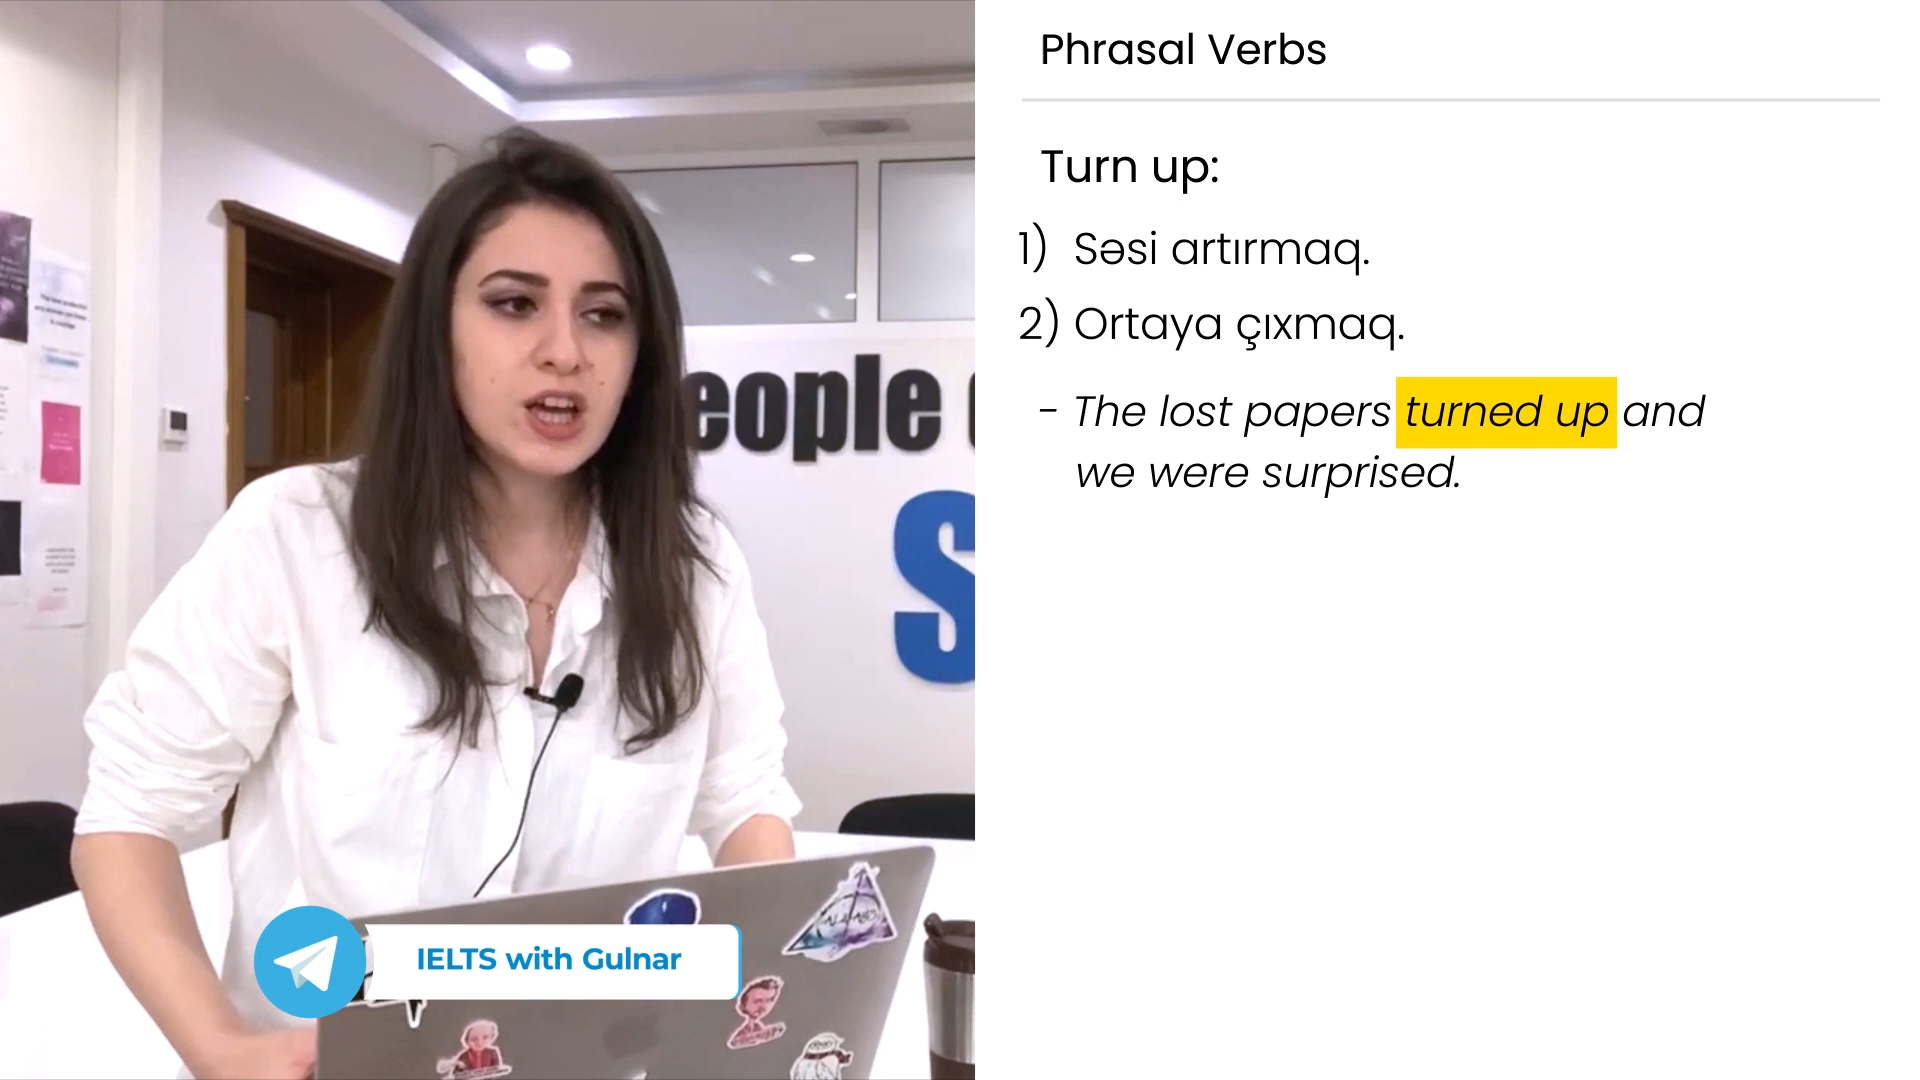 Phrasal Verbs
Turn up:
1) Səsi artırmaq.
2) Ortaya çıxmaq.
- The lost papers turned up and
we were surprised.
eople
S
IELTS with Gulnar